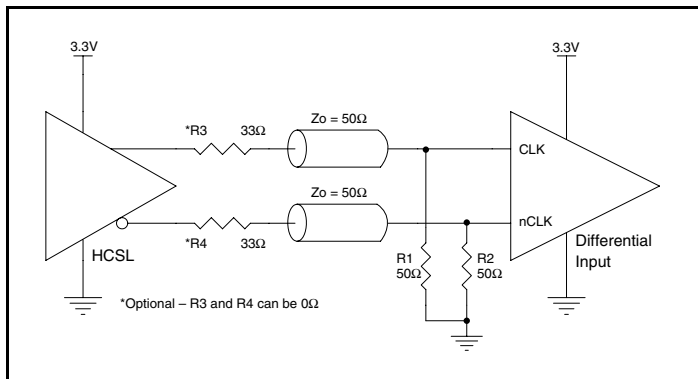 3.3V
3.3V
*R3
33Ω
Zo = 50Ω
CLK
Zo = 50Ω
nCLK
*R4
33Ω
HCSL
R1
50Ω
R2
50Ω
Differential
Input
*Optional – R3 and R4 can be 0Ω